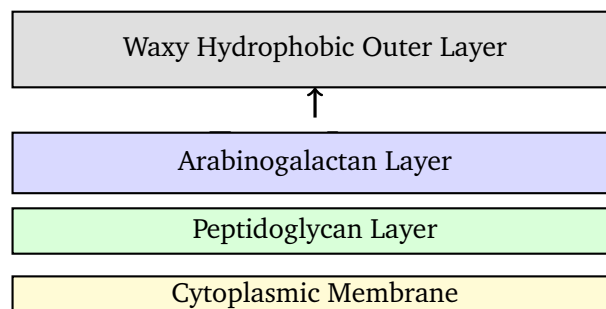 Waxy Hydrophobic Outer Layer
Arabinogalactan Layer
Peptidoglycan Layer
Cytoplasmic Membrane